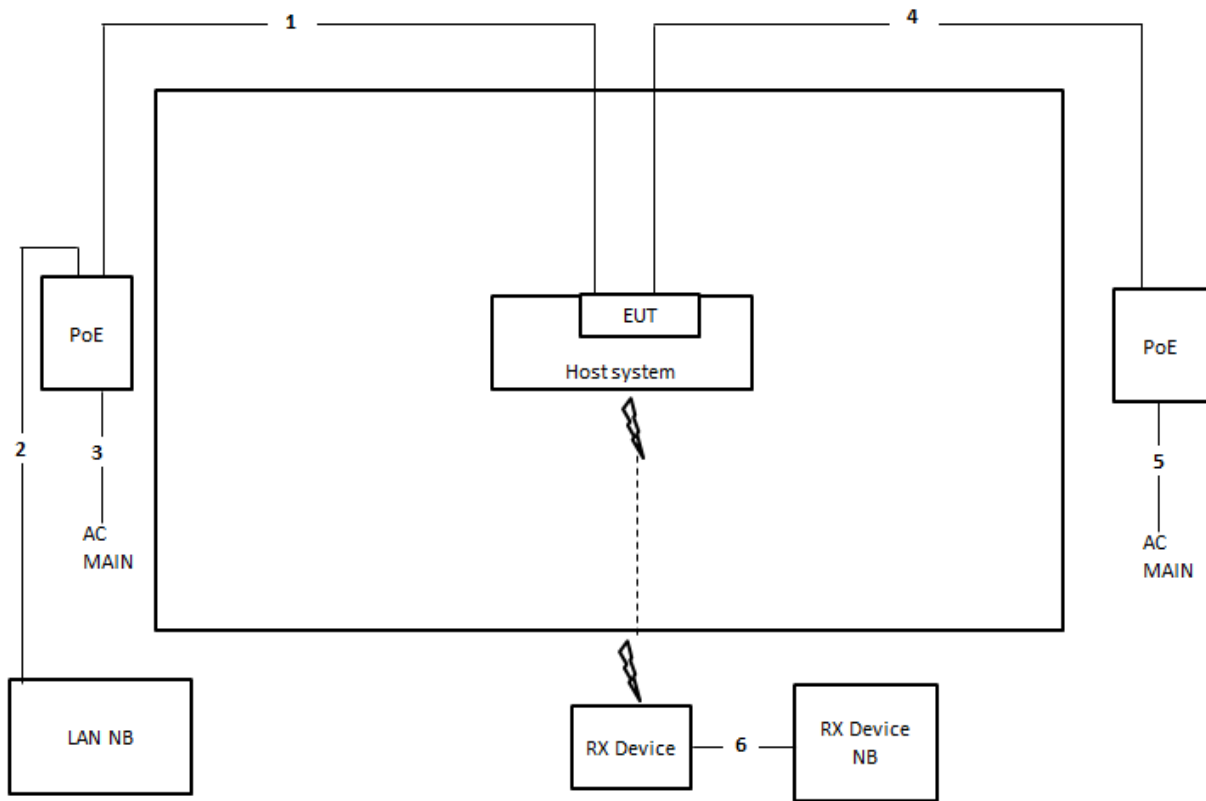 1
4
EUT
PoE
PoE
Host system
2
3
5
AC
MAIN
AC
MAIN
LAN NB
RX Device
6
RX Device
NB